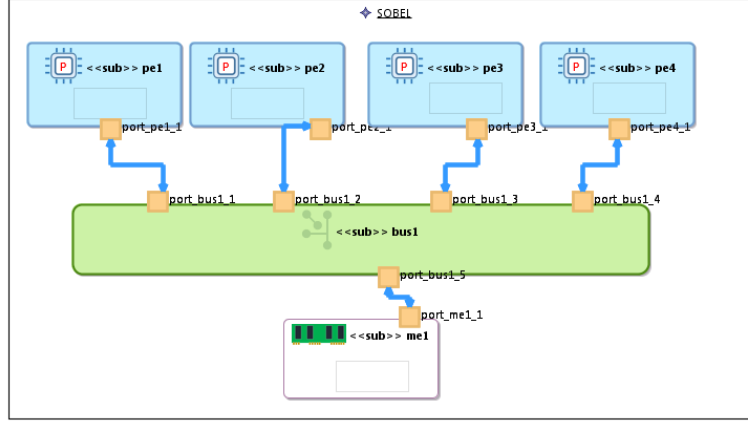 SOBEL
P <<sub>> pe1
P <<sub>> pe2
P <<sub>> pe3
P <<sub>> pe4
port_pe1_1
port_pe2_1
port_pe3_1
port_pe4_1
port_bus1_1
port_bus1_2
port_bus1_3
port_bus1_4
<<sub>> bus1
port_bus1_5
port_me1_1
<<sub>> me1